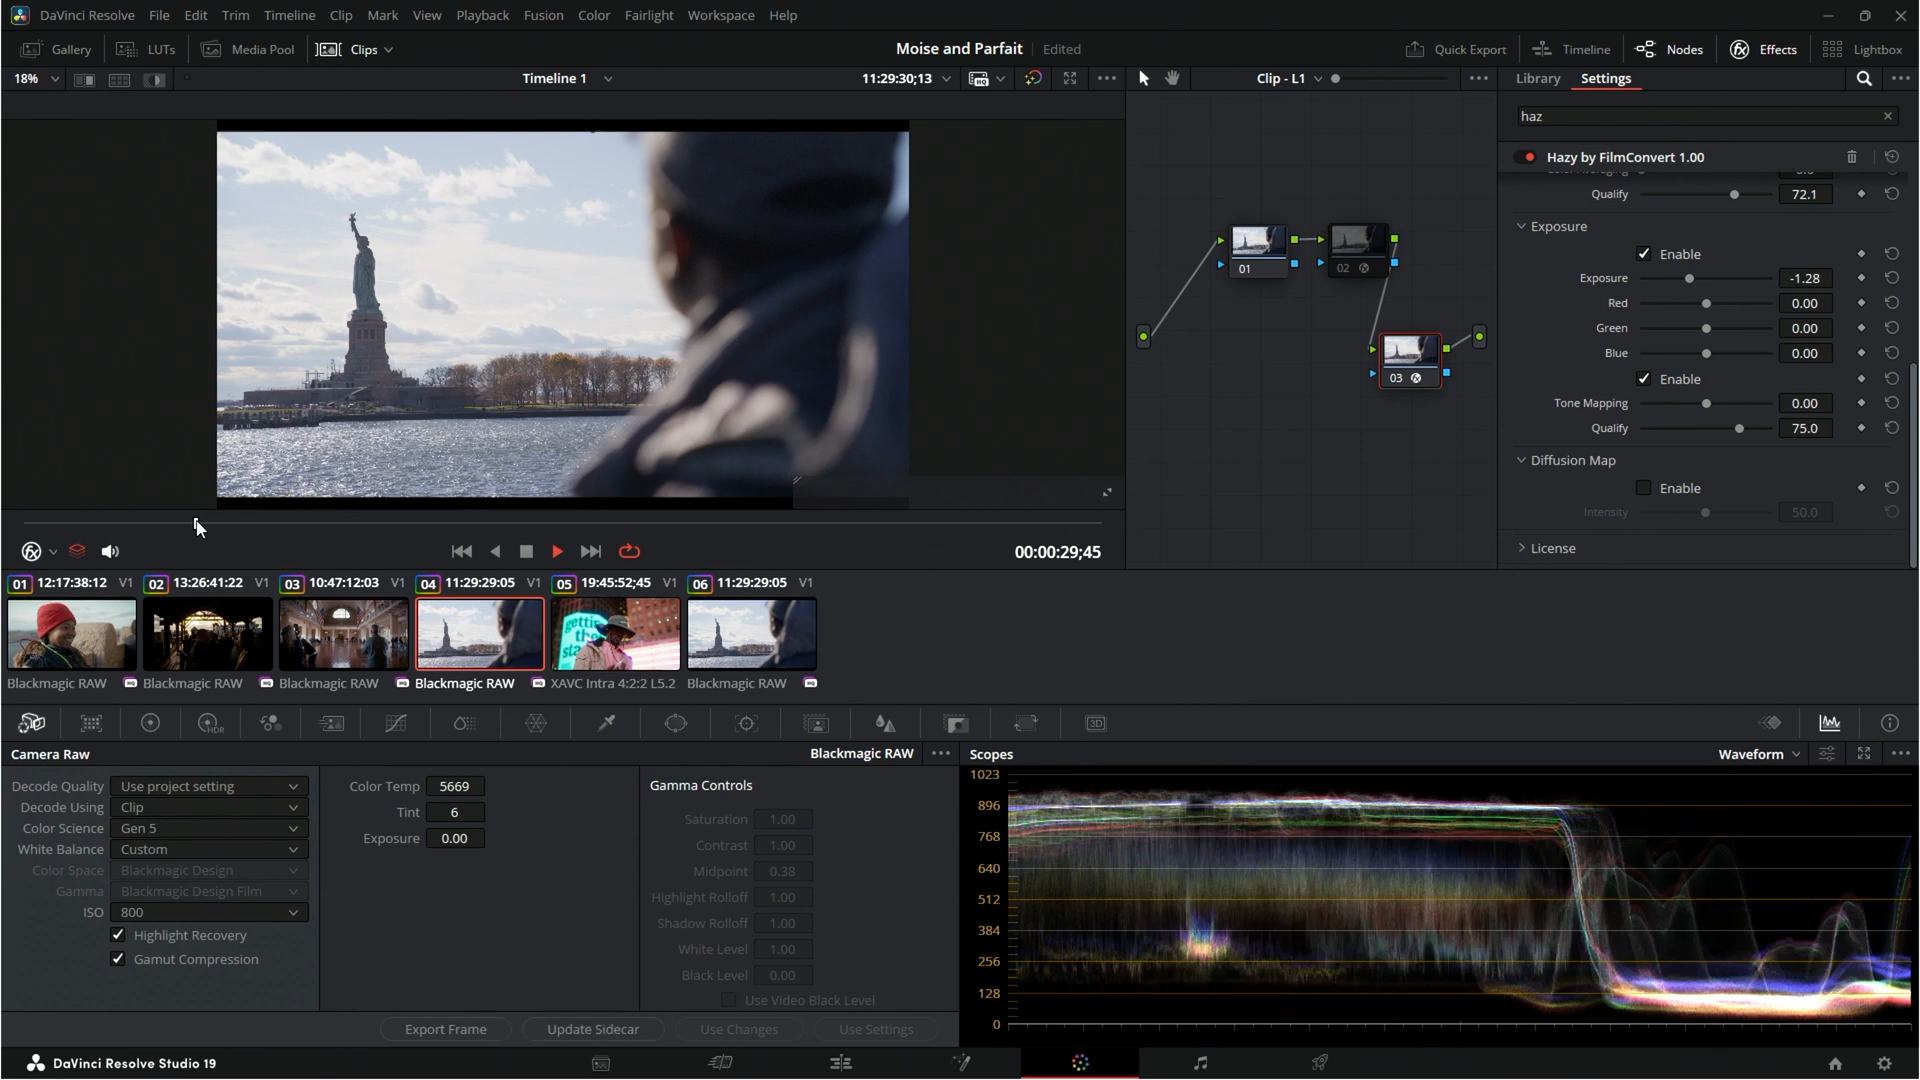 DaVinci Resolve File Edit Trim Timeline Clip Mark View Playback Fusion Color Fairlight Workspace Help
Gallery LUTs Media Pool Clips Moise and Parfait Edited Quick Export Timeline Nodes Effects Lightbox
18% Timeline 1 11:29:30;13 Clip - L1 Library Settings
haz
Hazy by FilmConvert 1.00
Qualify 72.1
Exposure
Enable
Exposure -1.28
Red 0.00
Green 0.00
Blue 0.00
Enable
Tone Mapping 0.00
Qualify 75.0
Diffusion Map
Enable
Intensity 50.0
License
01
02
03
00:00:29;45
01 12:17:38:12 V1 02 13:26:41:22 V1 03 10:47:12:03 V1 04 11:29:29:05 V1 05 19:45:52;45 V1 06 11:29:29:05 V1
getti
the
sta
Blackmagic RAW Blackmagic RAW Blackmagic RAW Blackmagic RAW XAVC Intra 4:2:2 L5.2 Blackmagic RAW
HDR
3D
Camera Raw Blackmagic RAW Scopes Waveform
Decode Quality Use project setting
Decode Using Clip
Color Science Gen 5
White Balance Custom
Color Space Blackmagic Design
Gamma Blackmagic Design Film
ISO 800
Highlight Recovery
Gamut Compression
Color Temp 5669
Tint 6
Exposure 0.00
Gamma Controls
Saturation 1.00
Contrast 1.00
Midpoint 0.38
Highlight Rolloff 1.00
Shadow Rolloff 1.00
White Level 1.00
Black Level 0.00
Use Video Black Level
Export Frame Update Sidecar Use Changes Use Settings
1023
896
768
640
512
384
256
128
0
DaVinci Resolve Studio 19